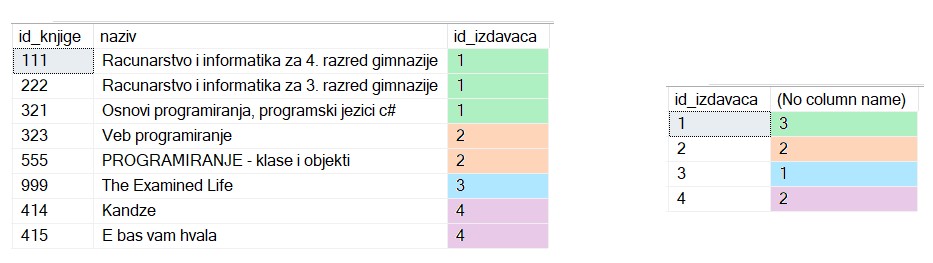 id_knjige naziv id_izdavaca
111 Racunarstvo i informatika za 4. razred gimnazije 1
222 Racunarstvo i informatika za 3. razred gimnazije 1
321 Osnovi programiranja, programski jezici c# 1
323 Veb programiranje 2
555 PROGRAMIRANJE - klase i objekti 2
999 The Examined Life 3
414 Kandze 4
415 E bas vam hvala 4
id_izdavaca (No column name)
1 3
2 2
3 1
4 2